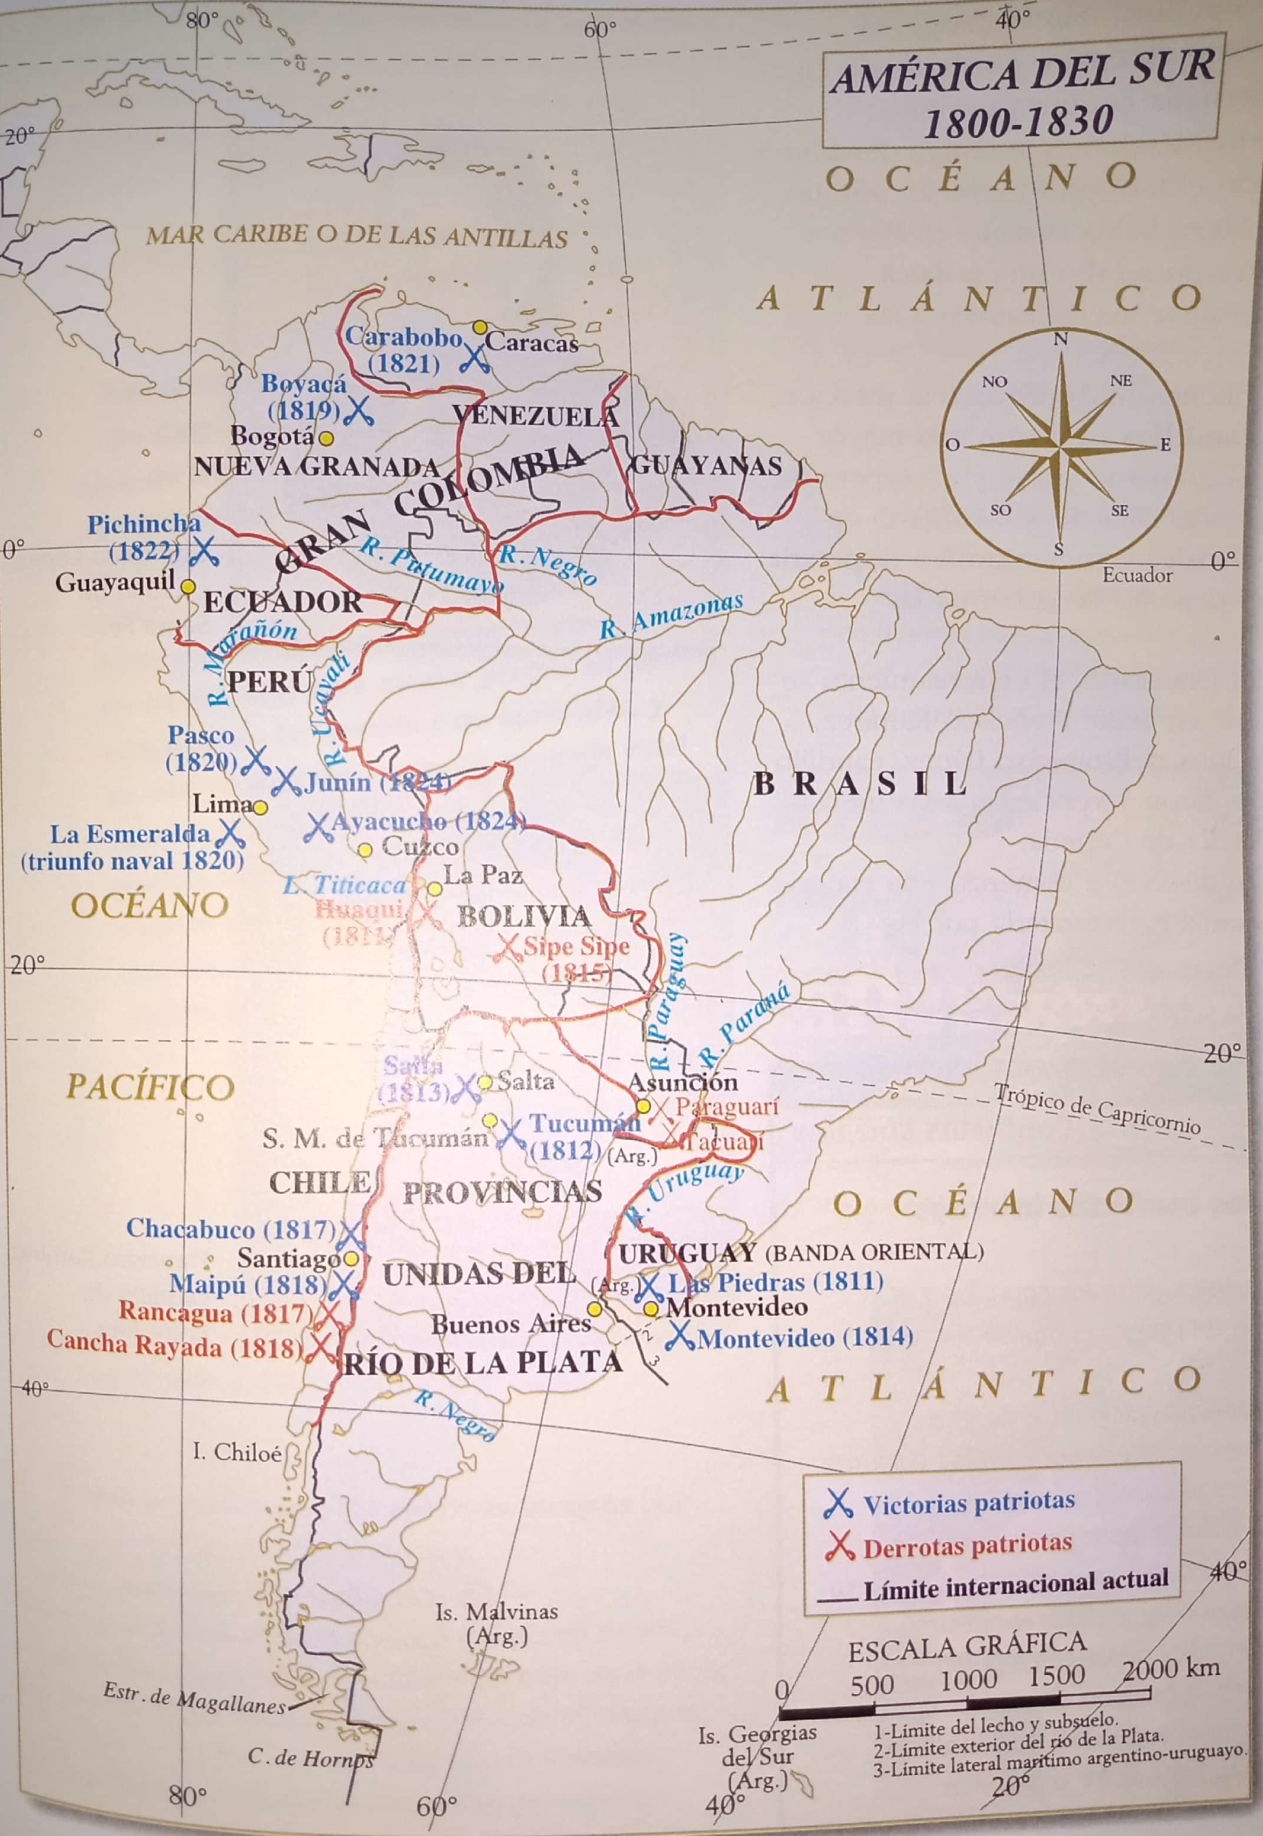 80°
60°
40°
AMÉRICA DEL SUR
1800-1830
20°
OCÉANO
MAR CARIBE O DE LAS ANTILLAS
ATLÁNTICO
N
NO
NE
O
E
SO
SE
S
Carabobo
(1821)
Caracas
Boyacá
(1819)
Bogotá
VENEZUELA
NUEVA GRANADA
GRAN COLOMBIA
GUAYANAS
Pichincha
(1822)
0°
0°
Ecuador
Guayaquil
ECUADOR
R. Putumayo
R. Negro
R. Amazonas
R. Marañón
PERÚ
R. Ucayali
Pasco
(1820)
Junín (1824)
BRASIL
Lima
La Esmeralda
(triunfo naval 1820)
Ayacucho (1824)
Cuzco
L. Titicaca
La Paz
OCÉANO
Huaqui
(1811)
BOLIVIA
Sipe Sipe
(1815)
20°
R. Paraguay
R. Paraná
20°
PACÍFICO
Salta
(1813)
Salta
Asunción
Paraguarí
Trópico de Capricornio
S. M. de Tucumán
Tucumán
(1812)
(Arg.)
Tacuarí
CHILE
PROVINCIAS
R. Uruguay
OCÉANO
Chacabuco (1817)
Santiago
URUGUAY (BANDA ORIENTAL)
Maipú (1818)
UNIDAS DEL
(Arg.)
Las Piedras (1811)
Rancagua (1817)
Buenos Aires
Montevideo
Cancha Rayada (1818)
RÍO DE LA PLATA
2
3
Montevideo (1814)
40°
ATLÁNTICO
R. Negro
I. Chiloé
Victorias patriotas
Derrotas patriotas
Límite internacional actual
40°
Is. Malvinas
(Arg.)
ESCALA GRÁFICA
0 500 1000 1500 2000 km
Estr. de Magallanes
C. de Hornos
Is. Georgias
del Sur
(Arg.)
1-Límite del lecho y subsuelo.
2-Límite exterior del río de la Plata.
3-Límite lateral marítimo argentino-uruguayo.
80°
60°
40°
20°